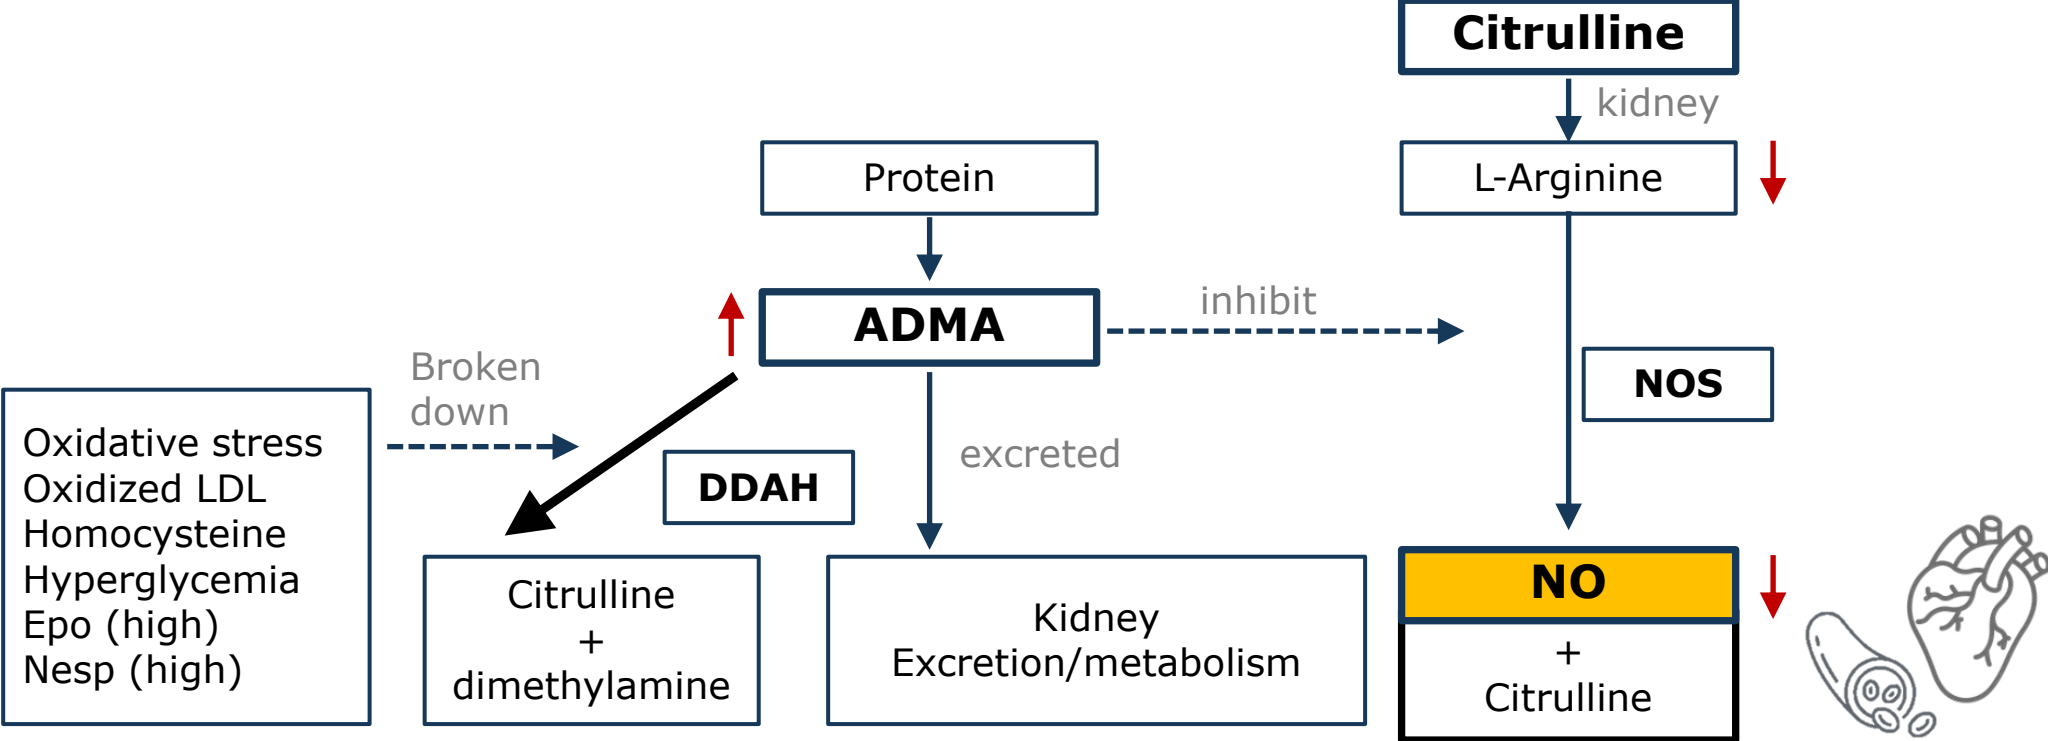 Citrulline
kidney
Protein
L-Arginine
ADMA
inhibit
NOS
Broken
down
Oxidative stress
Oxidized LDL
Homocysteine
Hyperglycemia
Epo (high)
Nesp (high)
DDAH
excreted
Citrulline
+
dimethylamine
Kidney
Excretion/metabolism
NO
+
Citrulline